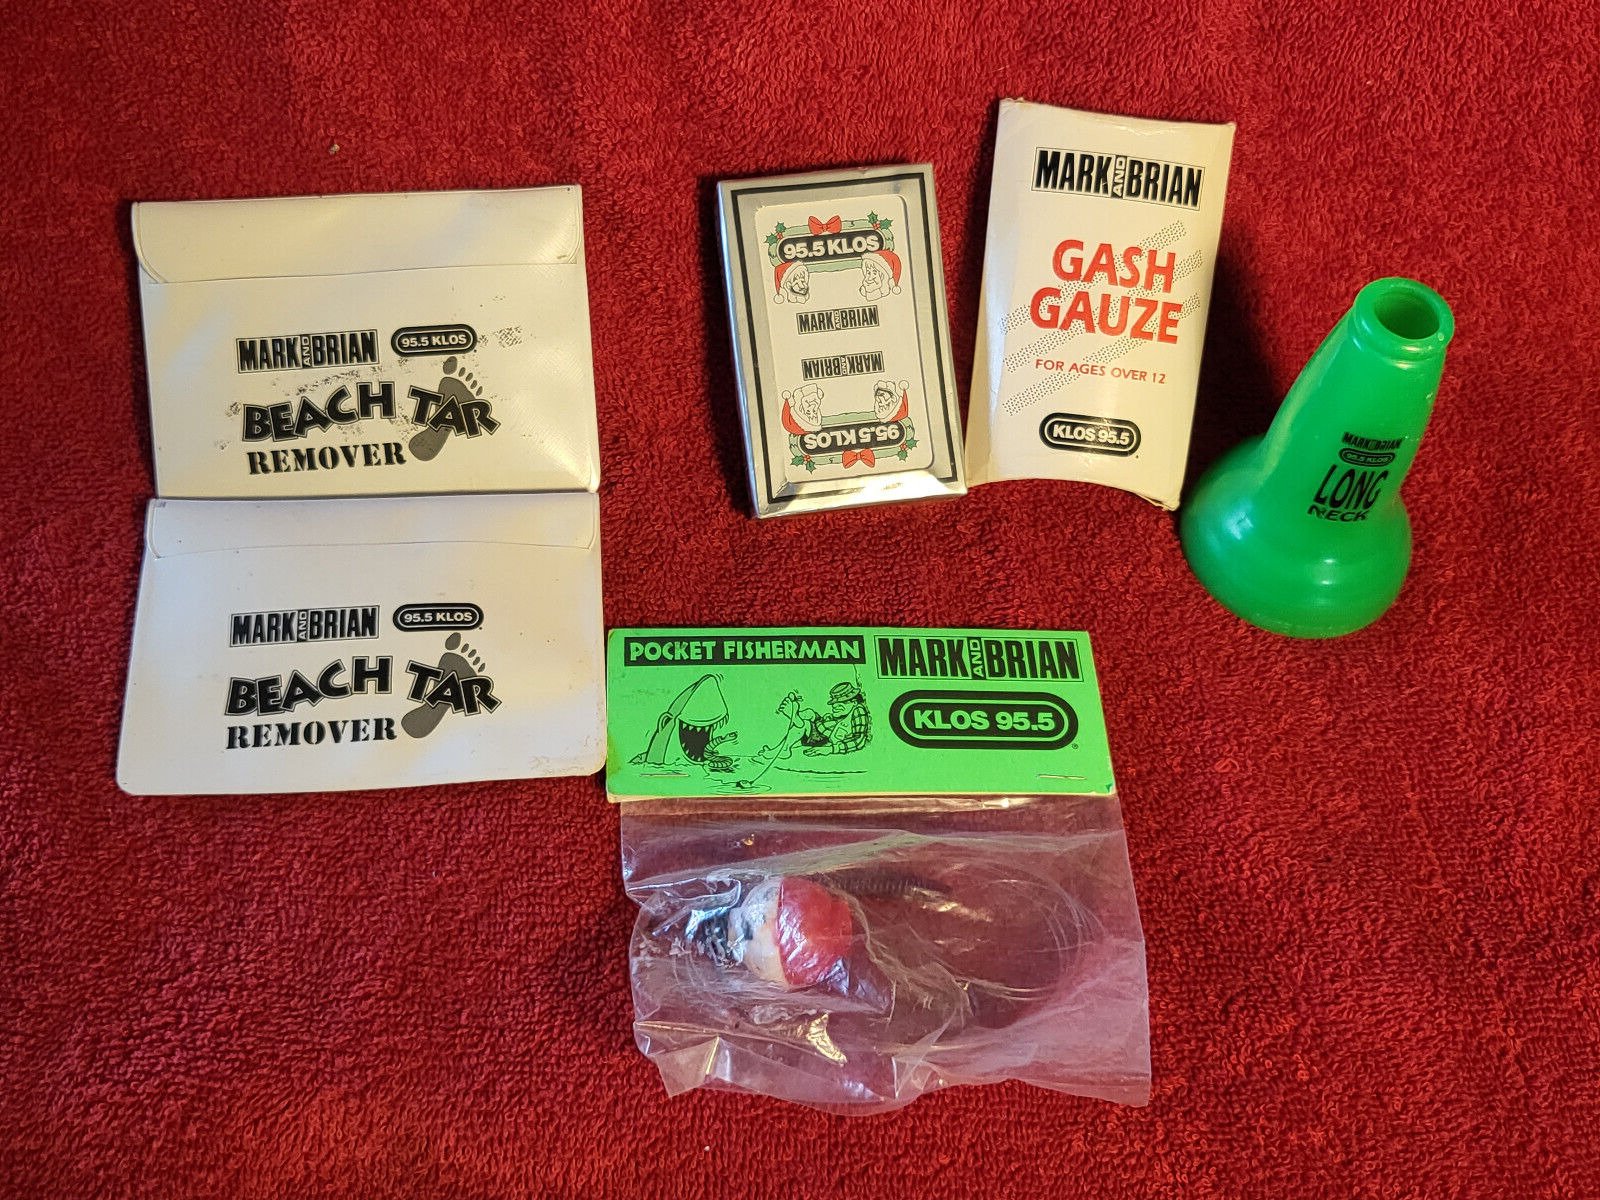 MARK AND BRIAN 95.5 KLOS
BEACH TAR
REMOVER
MARK AND BRIAN 95.5 KLOS
BEACH TAR
REMOVER
95.5 KLOS
MARK AND BRIAN
MARK AND BRIAN
95.5 KLOS
MARK AND BRIAN
GASH
GAUZE
FOR AGES OVER 12
KLOS 95.5
MARK AND BRIAN
95.5 KLOS
LONG
NECK
POCKET FISHERMAN
MARK AND BRIAN
KLOS 95.5